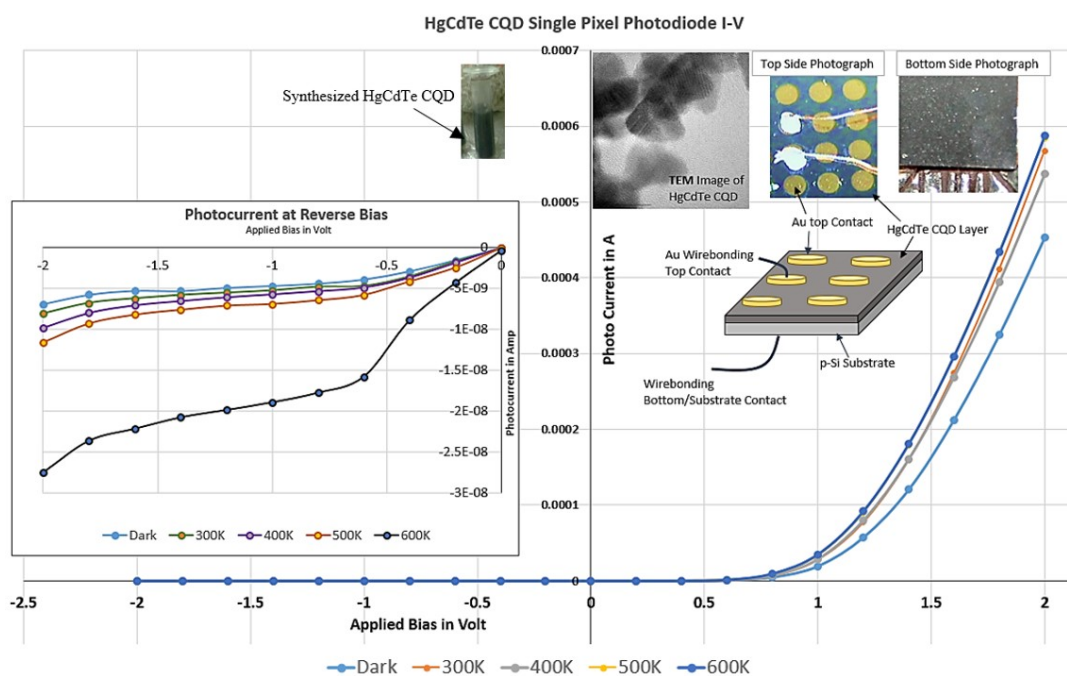 HgCdTe CQD Single Pixel Photodiode I-V
0.0007
0.0006
0.0005
0.0004
0.0003
0.0002
0.0001
0
Photo Current in A
Synthesized HgCdTe CQD
TEM Image of
HgCdTe CQD
Top Side Photograph
Bottom Side Photograph
Au top Contact
HgCdTe CQD Layer
Au Wirebonding
Top Contact
p-Si Substrate
Wirebonding
Bottom/Substrate Contact
Photocurrent at Reverse Bias
Applied Bias in Volt
-2 -1.5 -1 -0.5 0
0
-5E-09
-1E-08
-1.5E-08
-2E-08
-2.5E-08
-3E-08
Photocurrent in Amp
Dark 300K 400K 500K 600K
-2.5 -2 -1.5 -1 -0.4 0 0.5 1 1.5 2
Applied Bias in Volt
Dark 300K 400K 500K 600K